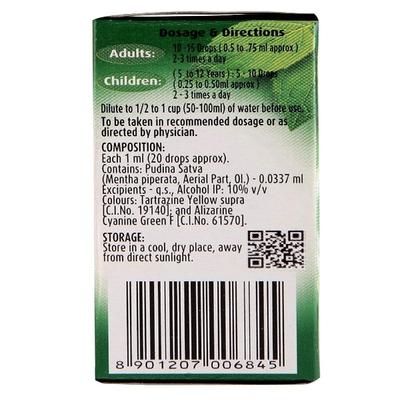 Dosage & Directions
Adults:
10 -15 Drops ( 0.5 to .75 ml approx )
2-3 times a day
Children:
( 5 to 12 Years) : 5 - 10 Drops
( 0.25 to 0.50ml approx )
2 - 3 times a day
Dilute to 1/2 to 1 cup (50-100ml) of water before use.
To be taken in recommended dosage or as
directed by physician.
COMPOSITION:
Each 1 ml (20 drops approx).
Contains: Pudina Satva
(Mentha piperata, Aerial Part, Ol.) - 0.0337 ml
Excipients - q.s., Alcohol IP: 10% v/v
Colours: Tartrazine Yellow supra
[C.I.No. 19140]; and Alizarine
Cyanine Green F [C.I.No. 61570].
STORAGE:
Store in a cool, dry place, away
from direct sunlight.
8 901207 006845